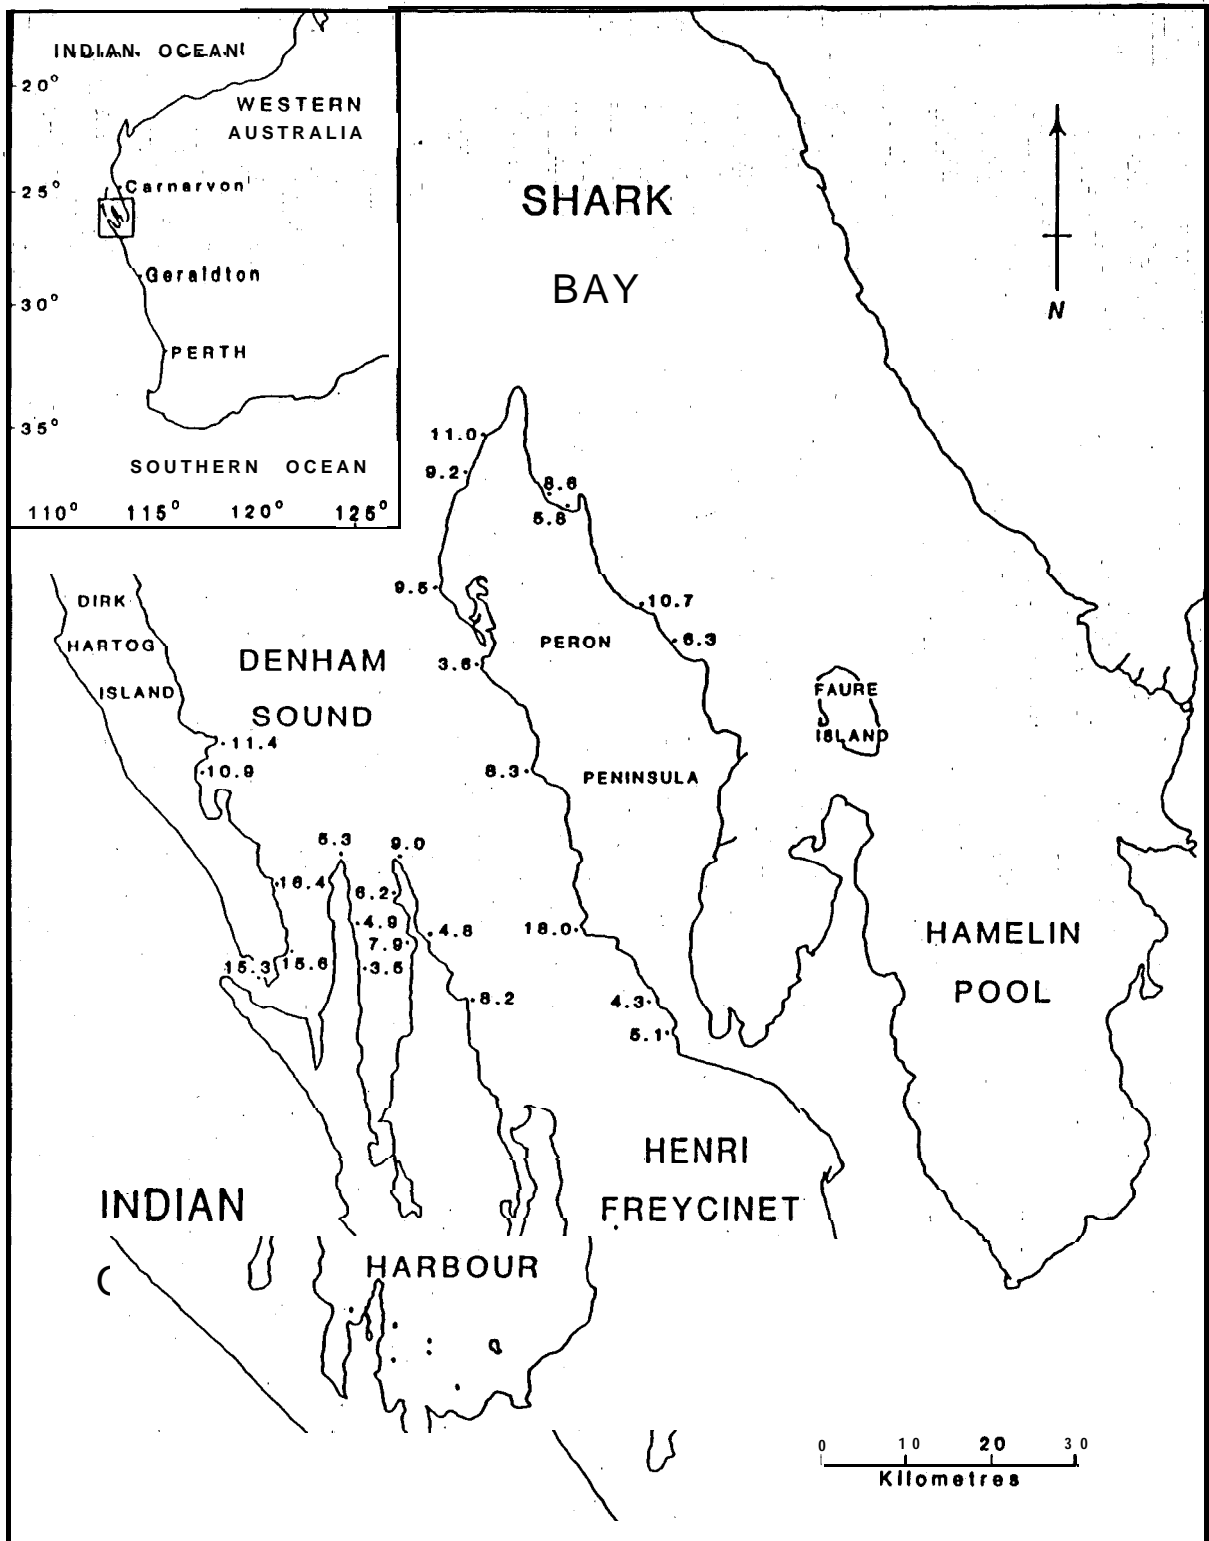 INDIAN OCEAN
20°
WESTERN
AUSTRALIA
25°
Carnarvon
Geraldton
30°
PERTH
35°
SOUTHERN OCEAN
110° 115° 120° 125°
SHARK
BAY
N
11.0
9.2
8.6
5.8
9.5
10.7
6.3
3.6
PERON
PENINSULA
8.3
DIRK
HARTOG
ISLAND
DENHAM
SOUND
FAURE
ISLAND
11.4
10.9
5.3
9.0
16.4
6.2
4.9
4.8
7.9
18.0
15.3
15.6
3.5
8.2
4.3
5.1
HAMELIN
POOL
HENRI
FREYCINET
HARBOUR
INDIAN
0 10 20 30
Kilometres